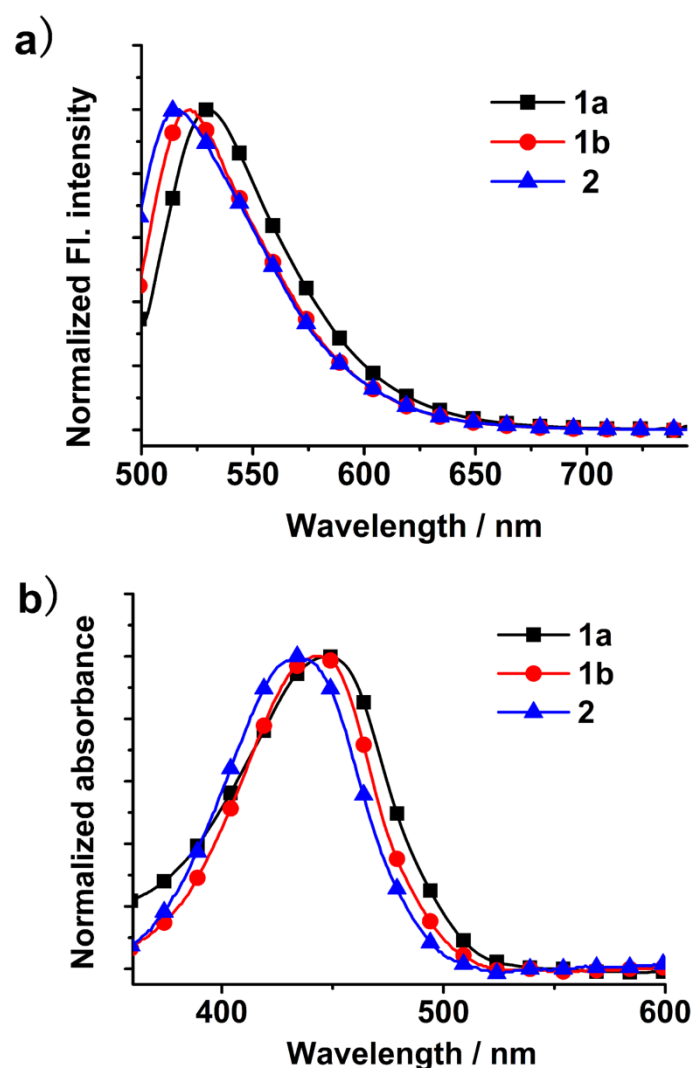 a)
Normalized Fl. intensity
1a
1b
2
500 550 600 650 700
Wavelength / nm
b)
Normalized absorbance
1a
1b
2
400 500 600
Wavelength / nm